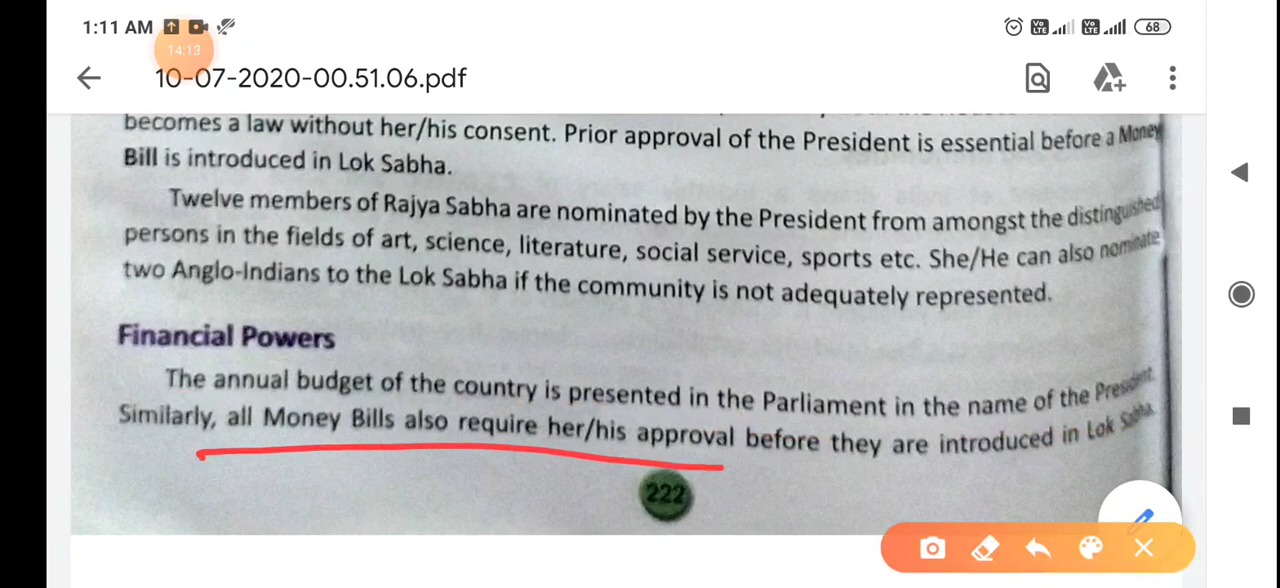 1:11 AM
68
14:13
10-07-2020-00.51.06.pdf
becomes a law without her/his consent. Prior approval of the President is essential before a Money
Bill is introduced in Lok Sabha.
Twelve members of Rajya Sabha are nominated by the President from amongst the distinguished
persons in the fields of art, science, literature, social service, sports etc. She/He can also nominate
two Anglo-Indians to the Lok Sabha if the community is not adequately represented.
Financial Powers
The annual budget of the country is presented in the Parliament in the name of the President.
Similarly, all Money Bills also require her/his approval before they are introduced in Lok Sabha.
222